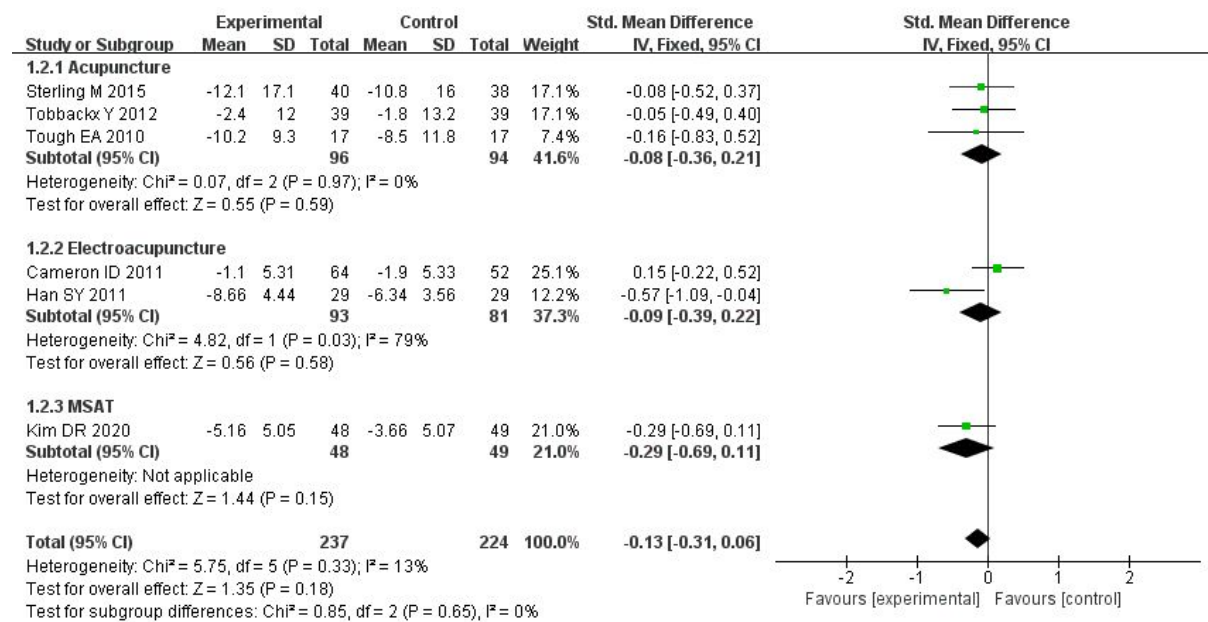 Experimental Control Std. Mean Difference Std. Mean Difference
Study or Subgroup Mean SD Total Mean SD Total Weight IV, Fixed, 95% CI IV, Fixed, 95% CI
1.2.1 Acupuncture
Sterling M 2015 -12.1 17.1 40 -10.8 16 38 17.1% -0.08 [-0.52, 0.37]
Tobbackx Y 2012 -2.4 12 39 -1.8 13.2 39 17.1% -0.05 [-0.49, 0.40]
Tough EA 2010 -10.2 9.3 17 -8.5 11.8 17 7.4% -0.16 [-0.83, 0.52]
Subtotal (95% CI) 96 94 41.6% -0.08 [-0.36, 0.21]
Heterogeneity: Chi² = 0.07, df = 2 (P = 0.97); I² = 0%
Test for overall effect: Z = 0.55 (P = 0.59)
1.2.2 Electroacupuncture
Cameron ID 2011 -1.1 5.31 64 -1.9 5.33 52 25.1% 0.15 [-0.22, 0.52]
Han SY 2011 -8.66 4.44 29 -6.34 3.56 29 12.2% -0.57 [-1.09, -0.04]
Subtotal (95% CI) 93 81 37.3% -0.09 [-0.39, 0.22]
Heterogeneity: Chi² = 4.82, df = 1 (P = 0.03); I² = 79%
Test for overall effect: Z = 0.56 (P = 0.58)
1.2.3 MSAT
Kim DR 2020 -5.16 5.05 48 -3.66 5.07 49 21.0% -0.29 [-0.69, 0.11]
Subtotal (95% CI) 48 49 21.0% -0.29 [-0.69, 0.11]
Heterogeneity: Not applicable
Test for overall effect: Z = 1.44 (P = 0.15)
Total (95% CI) 237 224 100.0% -0.13 [-0.31, 0.06]
Heterogeneity: Chi² = 5.75, df = 5 (P = 0.33); I² = 13%
Test for overall effect: Z = 1.35 (P = 0.18)
Test for subgroup differences: Chi² = 0.85, df = 2 (P = 0.65), I² = 0%
-2 -1 0 1 2
Favours [experimental] Favours [control]